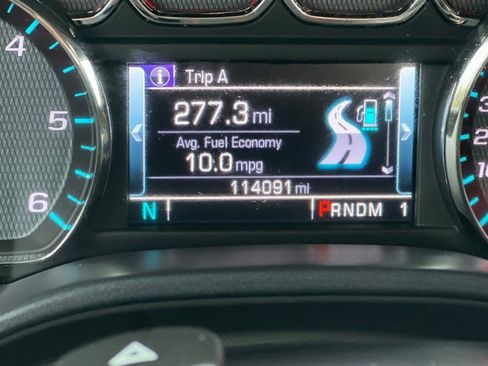 Trip A
277.3 mi
Avg. Fuel Economy
10.0 mpg
114091 mi
N PRNDM 1
4
5
6